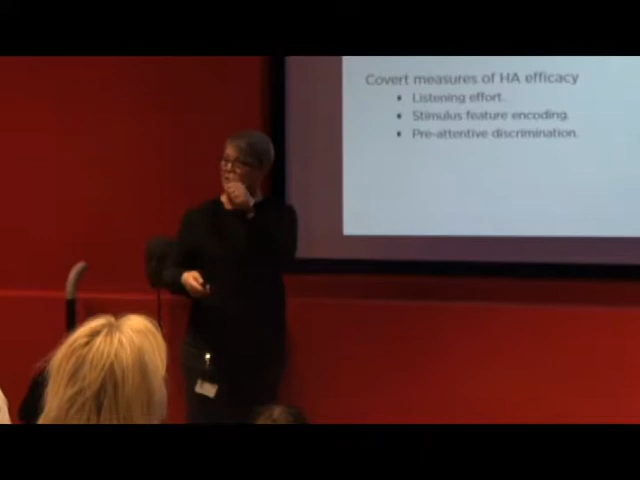 Covert measures of HA efficacy
• Listening effort.
• Stimulus feature encoding.
• Pre-attentive discrimination.